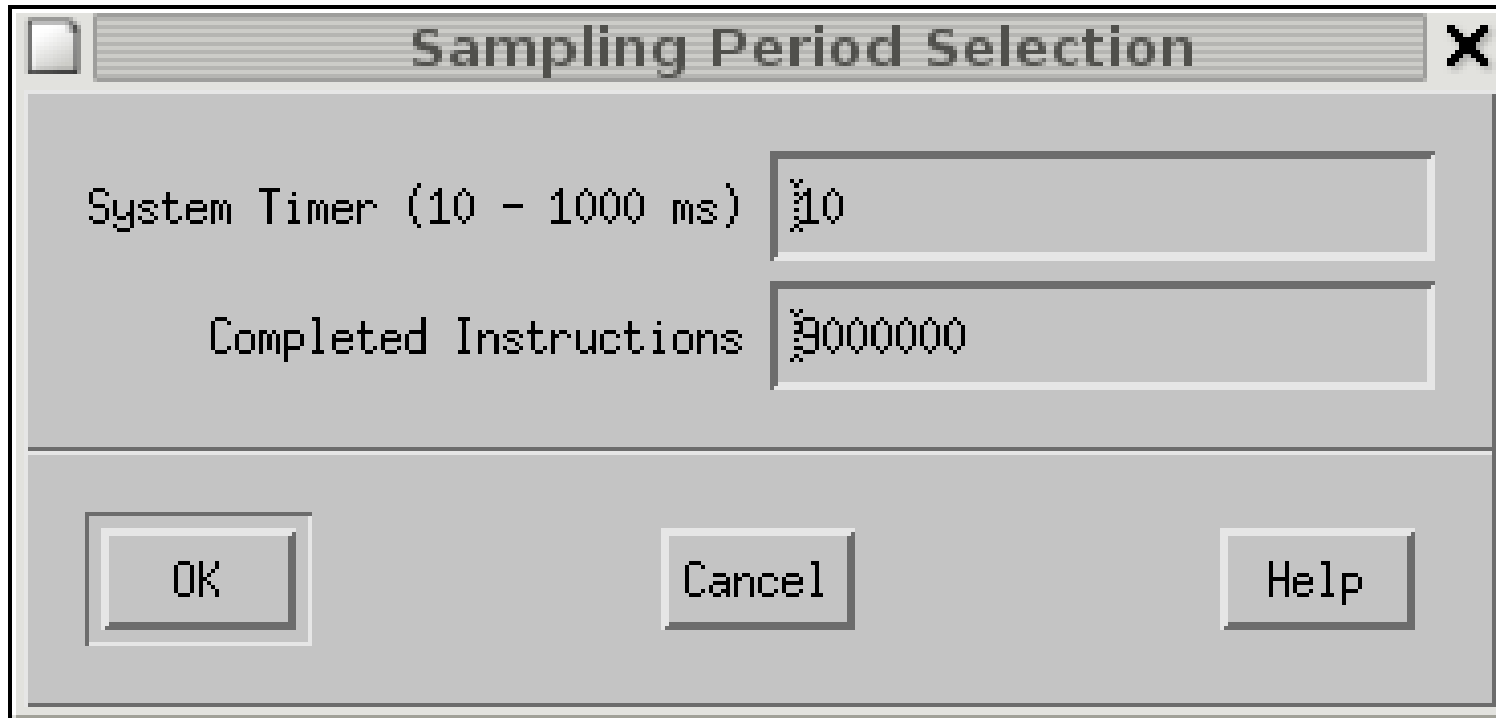 Sampling Period Selection
System Timer (10 - 1000 ms) 10
Completed Instructions 9000000
OK Cancel Help